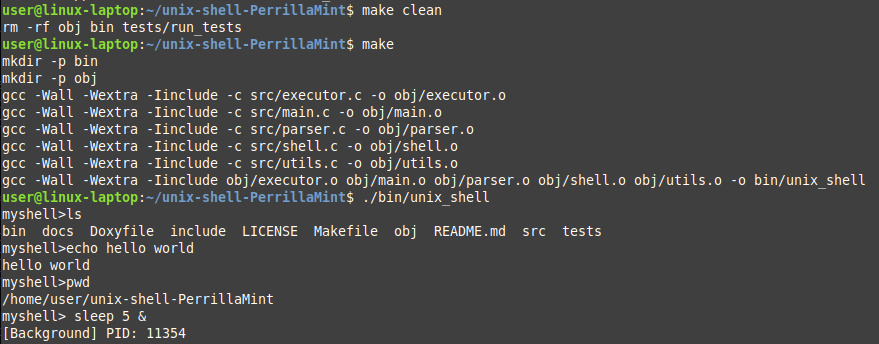 user@linux-laptop:~/unix-shell-PerrillaMint$ make clean
rm -rf obj bin tests/run_tests
user@linux-laptop:~/unix-shell-PerrillaMint$ make
mkdir -p bin
mkdir -p obj
gcc -Wall -Wextra -Iinclude -c src/executor.c -o obj/executor.o
gcc -Wall -Wextra -Iinclude -c src/main.c -o obj/main.o
gcc -Wall -Wextra -Iinclude -c src/parser.c -o obj/parser.o
gcc -Wall -Wextra -Iinclude -c src/shell.c -o obj/shell.o
gcc -Wall -Wextra -Iinclude -c src/utils.c -o obj/utils.o
gcc -Wall -Wextra -Iinclude obj/executor.o obj/main.o obj/parser.o obj/shell.o obj/utils.o -o bin/unix_shell
user@linux-laptop:~/unix-shell-PerrillaMint$ ./bin/unix_shell
myshell>ls
bin  docs  Doxyfile  include  LICENSE  Makefile  obj  README.md  src  tests
myshell>echo hello world
hello world
myshell>pwd
/home/user/unix-shell-PerrillaMint
myshell> sleep 5 &
[Background] PID: 11354